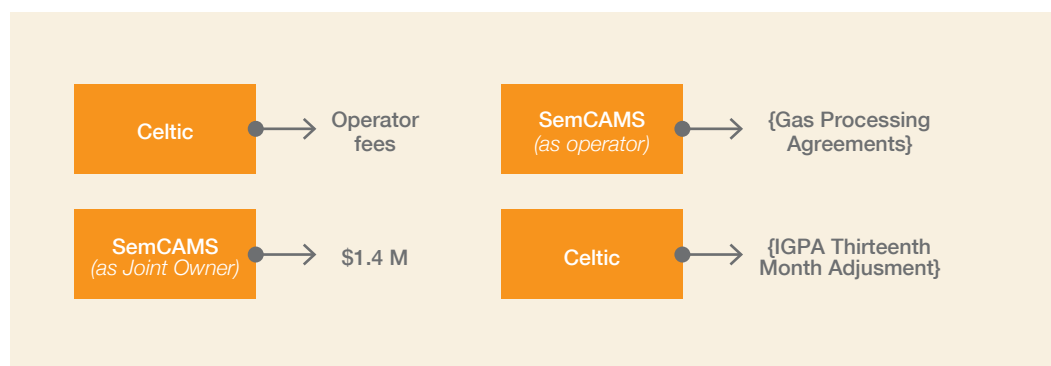 Celtic
Operator
fees
SemCAMS
(as operator)
{Gas Processing
Agreements}
SemCAMS
(as Joint Owner)
$1.4 M
Celtic
{IGPA Thirteenth
Month Adjusment}